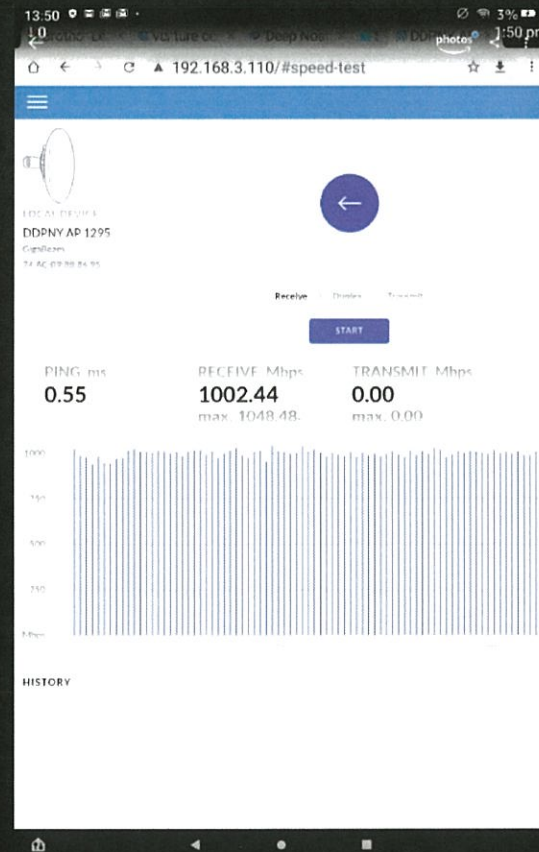 13:50
3%
photos
1:50 pm
192.168.3.110/#speed-test
LOCAL DEVICE
DDPNY AP 1295
Receive
Duplex
Transmit
START
PING ms
RECEIVE Mbps
TRANSMIT Mbps
0.55
1002.44
0.00
max. 1048.48
max. 0.00
1000
750
500
250
Mbps
HISTORY